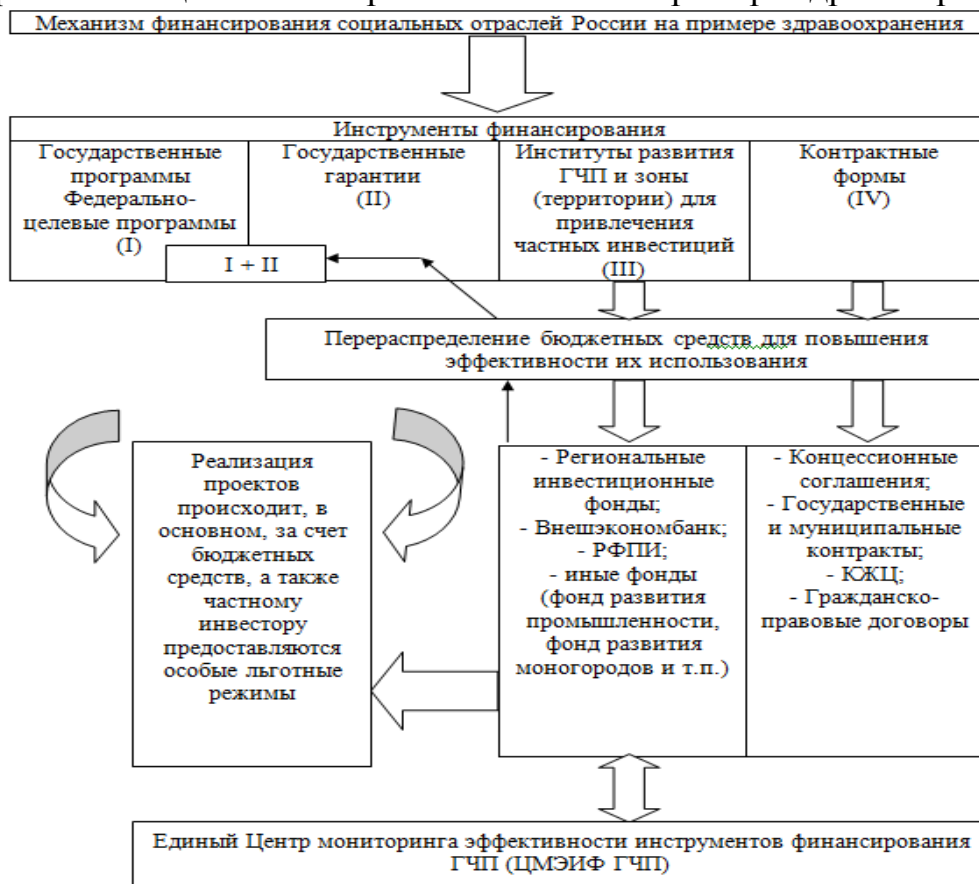 Механизм финансирования социальных отраслей России на примере здравоохранения
Инструменты финансирования
Государственные
программы
Федерально-
целевые программы
(I)
Государственные
гарантии
(II)
Институты развития
ГЧП и зоны
(территории) для
привлечения
частных инвестиций
(III)
Контрактные
формы
(IV)
I + II
Перераспределение бюджетных средств для повышения
эффективности их использования
Реализация
проектов
происходит, в
основном, за счет
бюджетных
средств, а также
частному
инвестору
предоставляются
особые льготные
режимы
- Региональные
инвестиционные
фонды;
- Внешэкономбанк;
- РФПИ;
- иные фонды
(фонд развития
промышленности,
фонд развития
моногородов и т.п.)
- Концессионные
соглашения;
- Государственные
и муниципальные
контракты;
- КЖЦ;
- Гражданско-
правовые договоры
Единый Центр мониторинга эффективности инструментов финансирования
ГЧП (ЦМЭИФ ГЧП)